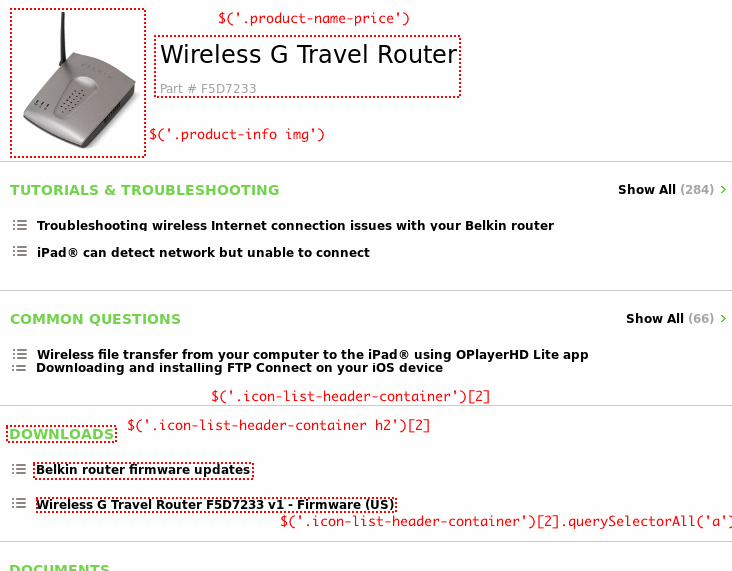 $('.product-name-price')
Wireless G Travel Router
Part # F5D7233
$('.product-info img')
TUTORIALS & TROUBLESHOOTING
Show All (284)
Troubleshooting wireless Internet connection issues with your Belkin router
iPad® can detect network but unable to connect
COMMON QUESTIONS
Show All (66)
Wireless file transfer from your computer to the iPad® using OPlayerHD Lite app
Downloading and installing FTP Connect on your iOS device
$('.icon-list-header-container')[2]
$('.icon-list-header-container h2')[2]
DOWNLOADS
Belkin router firmware updates
Wireless G Travel Router F5D7233 v1 - Firmware (US)
$('.icon-list-header-container')[2].querySelectorAll('a')
DOCUMENTS